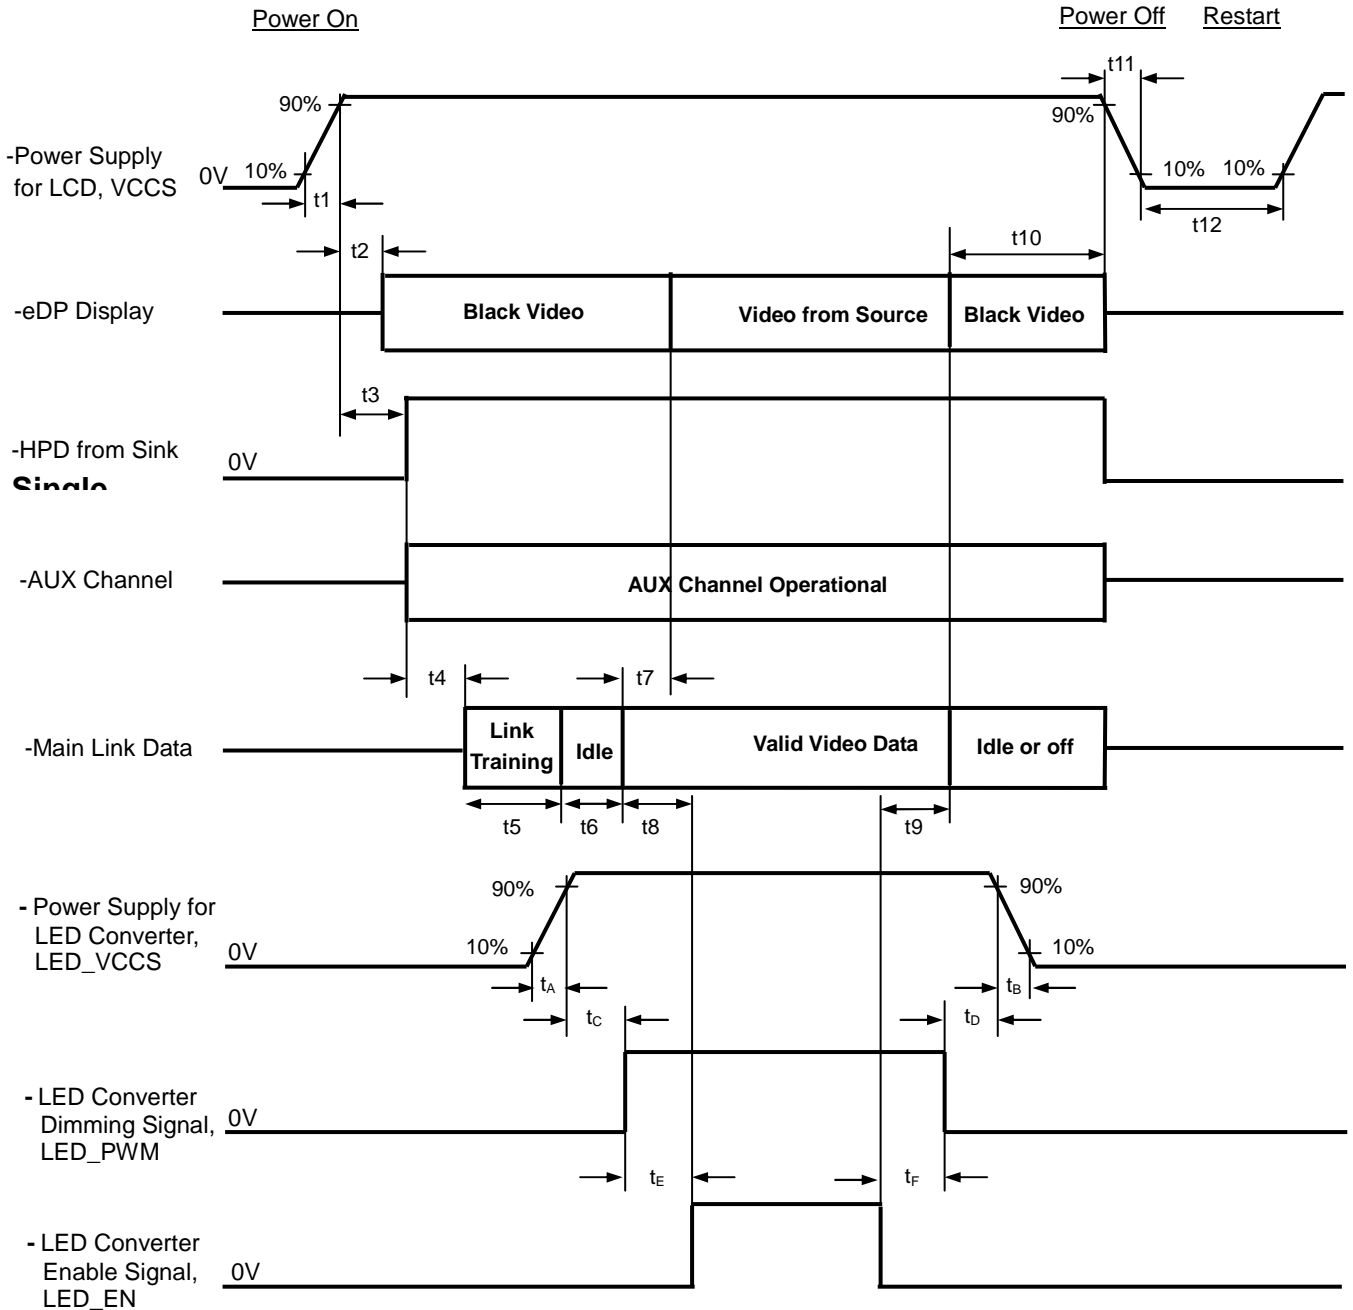 Power On
Power Off
Restart
t11
90%
90%
-Power Supply
for LCD, VCCS
0V
10%
10%
10%
t1
t12
t2
t10
-eDP Display
Black Video
Video from Source
Black Video
t3
-HPD from Sink
0V
Single
-AUX Channel
AUX Channel Operational
t4
t7
-Main Link Data
Link
Training
Idle
Valid Video Data
Idle or off
t5
t6
t8
t9
90%
90%
- Power Supply for
LED Converter,
LED_VCCS
0V
10%
10%
tA
tB
tC
tD
- LED Converter
Dimming Signal,
LED_PWM
0V
tE
tF
- LED Converter
Enable Signal,
LED_EN
0V